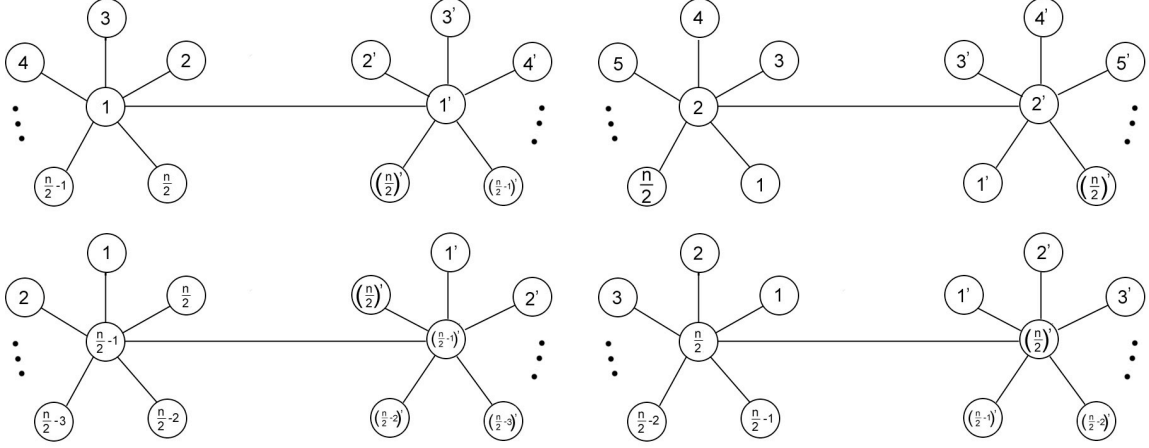 3 3’ 4 4’
4 2 2’ 4’ 5 3 3’ 5’
1 1’ 2 2’
n/2 -1 n/2 (n/2)’ (n/2 -1)’ n/2 1 1’ (n/2)’
1 1’ 2 2’
2 n/2 (n/2)’ 2’ 3 1 1’ 3’
n/2 -1 (n/2 -1)’ n/2 (n/2)’
n/2 -3 n/2 -2 (n/2 -2)’ (n/2 -3)’ n/2 -2 n/2 -1 (n/2 -1)’ (n/2 -2)’